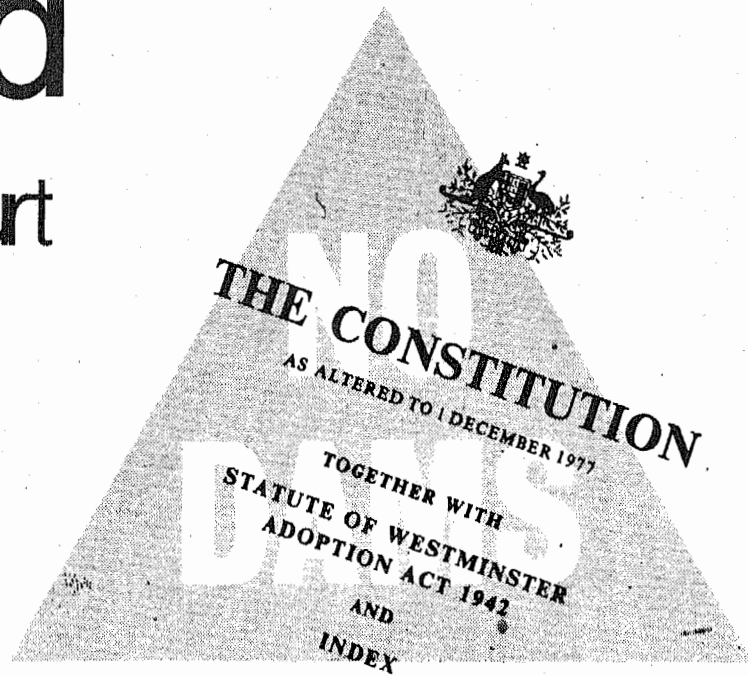 d
rt
NO
DAMS
THE CONSTITUTION
AS ALTERED TO 1 DECEMBER 1977
TOGETHER WITH
STATUTE OF WESTMINSTER
ADOPTION ACT 1942
AND
INDEX